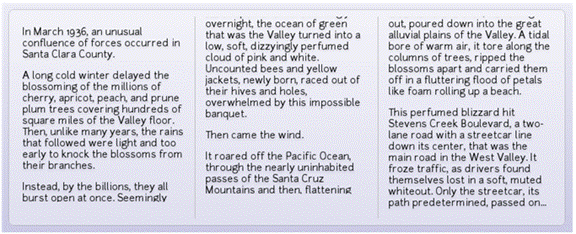 In March 1936, an unusual
confluence of forces occurred in
Santa Clara County.
A long cold winter delayed the
blossoming of the millions of
cherry, apricot, peach, and prune
plum trees covering hundreds of
square miles of the Valley floor.
Then, unlike many years, the rains
that followed were light and too
early to knock the blossoms from
their branches.
Instead, by the billions, they all
burst open at once. Seemingly
overnight, the ocean of green
that was the Valley turned into a
low, soft, dizzyingly perfumed
cloud of pink and white.
Uncounted bees and yellow
jackets, newly born, raced out of
their hives and holes,
overwhelmed by this impossible
banquet.
Then came the wind.
It roared off the Pacific Ocean,
through the nearly uninhabited
passes of the Santa Cruz
Mountains and then, flattening
out, poured down into the great
alluvial plains of the Valley. A tidal
bore of warm air, it tore along the
columns of trees, ripped the
blossoms apart and carried them
off in a fluttering flood of petals
like foam rolling up a beach.
This perfumed blizzard hit
Stevens Creek Boulevard, a two-
lane road with a streetcar line
down its center, that was the
main road in the West Valley. It
froze traffic, as drivers found
themselves lost in a soft, muted
whiteout. Only the streetcar, its
path predetermined, passed on...